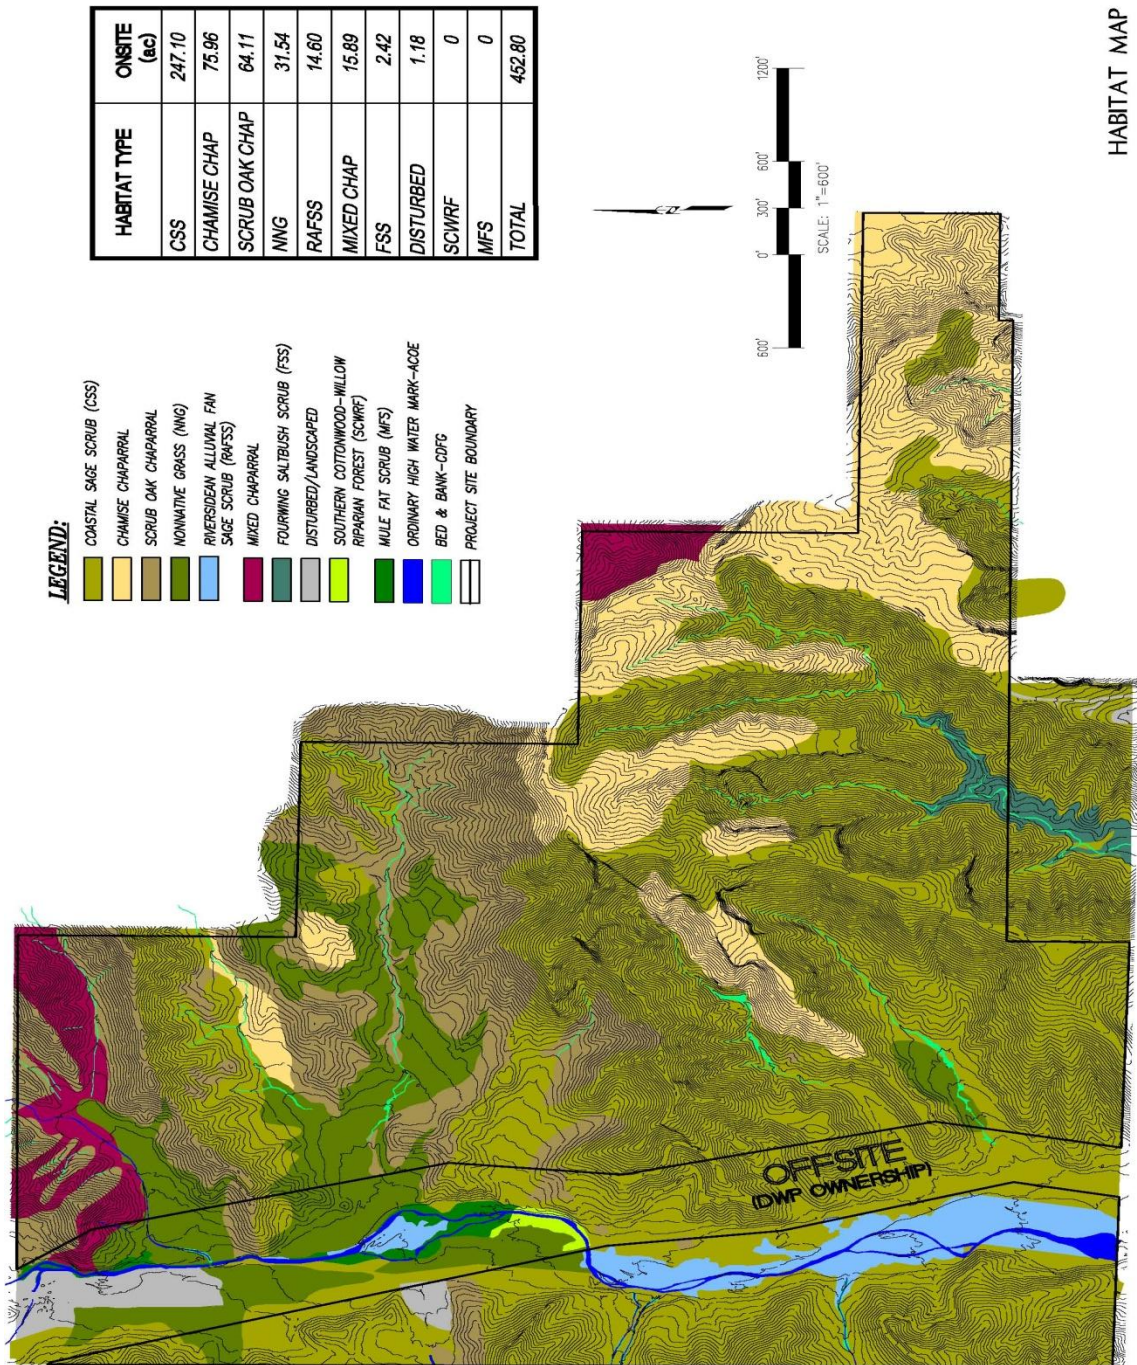 LEGEND:
COASTAL SAGE SCRUB (CSS)
CHAMISE CHAPARRAL
SCRUB OAK CHAPARRAL
NONNATIVE GRASS (NNG)
RIVERSIDEAN ALLUVAL FAN
SAGE SCRUB (RAFSS)
MIXED CHAPARRAL
FOURWING SALTBUSH SCRUB (FSS)
DISTURBED/LANDSCAPED
SOUTHERN COTTONWOOD-WILLOW
RIPARIAN FOREST (SCWRF)
MULE FAT SCRUB (MFS)
ORDINARY HIGH WATER MARK-ACOE
BED & BANK-CDFG
PROJECT SITE BOUNDARY
HABITAT TYPE ONSITE (ac)
CSS 247.10
CHAMISE CHAP 75.96
SCRUB OAK CHAP 64.11
NNG 31.54
RAFSS 14.60
MIXED CHAP 15.89
FSS 2.42
DISTURBED 1.18
SCWRF 0
MFS 0
TOTAL 452.80
600' 0' 300' 600' 1200'
SCALE: 1"=600'
OFFSITE
(DWP OWNERSHIP)
HABITAT MAP